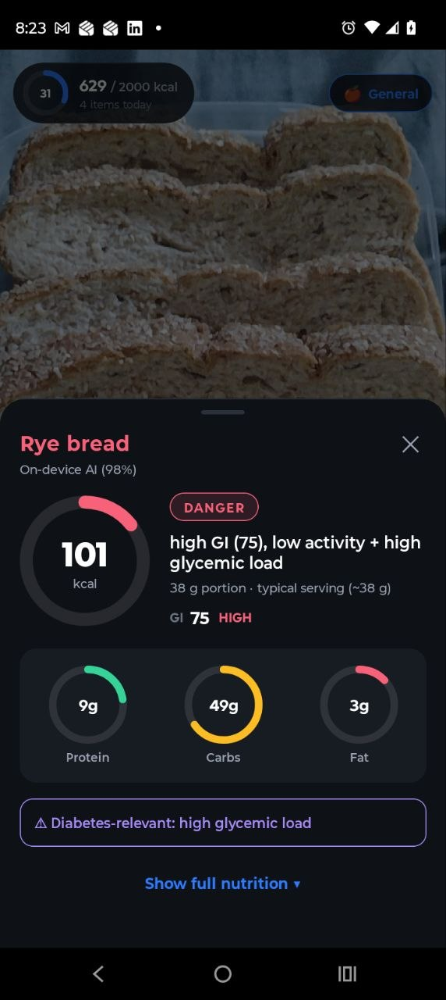 8:23
31
629 / 2000 kcal
4 items today
General
Rye bread
On-device AI (98%)
101
kcal
DANGER
high GI (75), low activity + high
glycemic load
38 g portion · typical serving (~38 g)
GI 75 HIGH
9g
Protein
49g
Carbs
3g
Fat
⚠ Diabetes-relevant: high glycemic load
Show full nutrition ▾